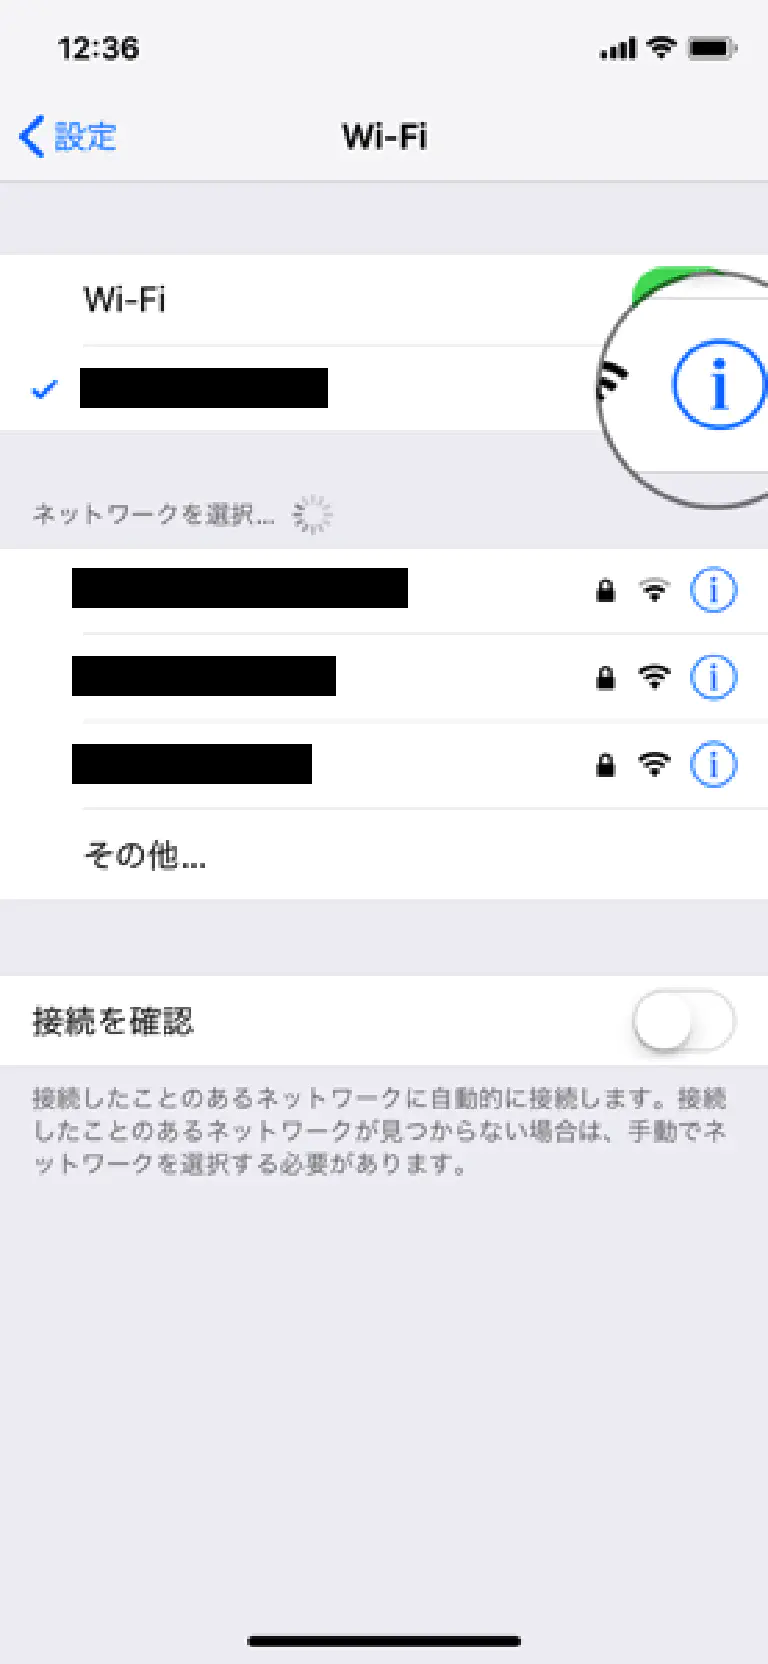 12:36
設定
Wi-Fi
Wi-Fi
ネットワークを選択...
その他...
接続を確認
接続したことのあるネットワークに自動的に接続します。接続
したことのあるネットワークが見つからない場合は、手動でネ
ットワークを選択する必要があります。